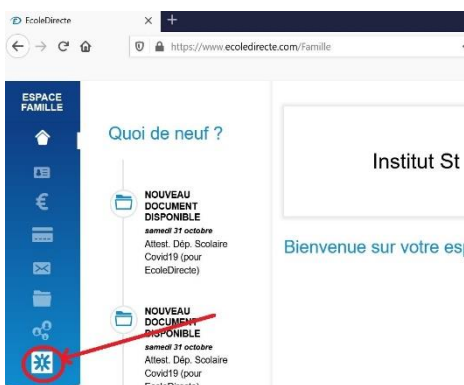 EcoleDirecte
https://www.ecoledirecte.com/Famille
ESPACE
FAMILLE
Quoi de neuf ?
NOUVEAU
DOCUMENT
DISPONIBLE
samedi 31 octobre
Attest. Dép. Scolaire
Covid19 (pour
EcoleDirecte)
NOUVEAU
DOCUMENT
DISPONIBLE
samedi 31 octobre
Attest. Dép. Scolaire
Covid19 (pour
EcoleDirecte)
Institut St
Bienvenue sur votre esp